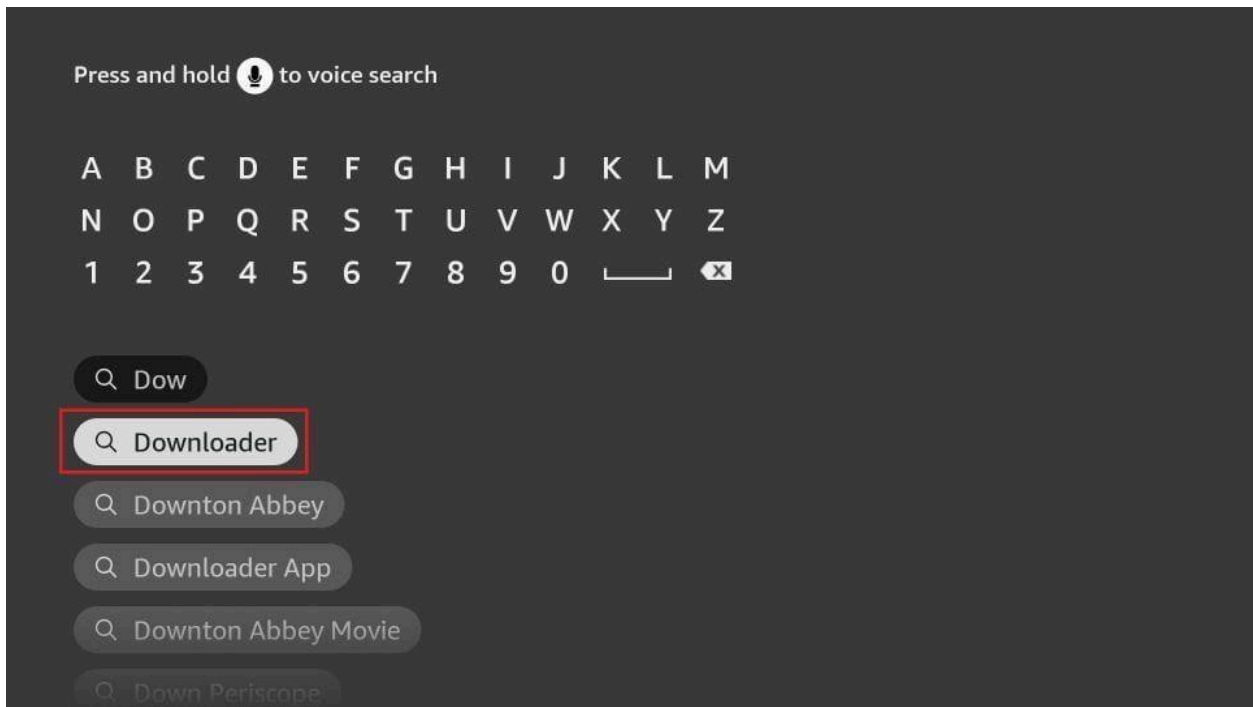 Press and hold to voice search
A B C D E F G H I J K L M
N O P Q R S T U V W X Y Z
1 2 3 4 5 6 7 8 9 0
Dow
Downloader
Downton Abbey
Downloader App
Downton Abbey Movie
Down Periscope